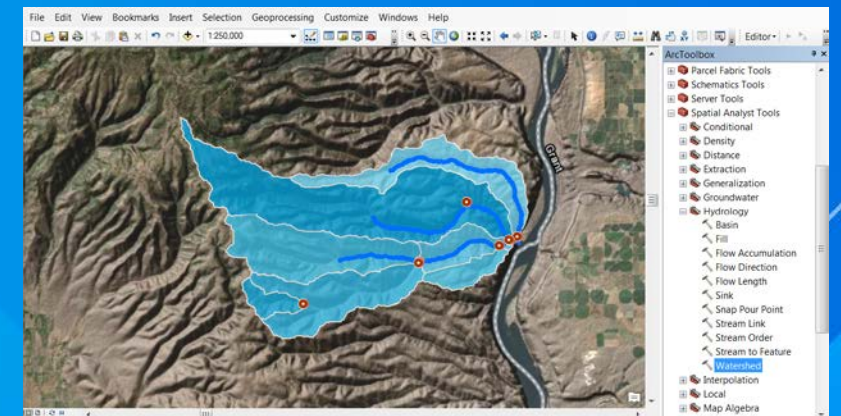 File Edit View Bookmarks Insert Selection Geoprocessing Customize Windows Help
1:250,000
Editor
ArcToolbox
Parcel Fabric Tools
Schematics Tools
Server Tools
Spatial Analyst Tools
Conditional
Density
Distance
Extraction
Generalization
Groundwater
Hydrology
Basin
Fill
Flow Accumulation
Flow Direction
Flow Length
Sink
Snap Pour Point
Stream Link
Stream Order
Stream to Feature
Watershed
Interpolation
Local
Map Algebra
Grant